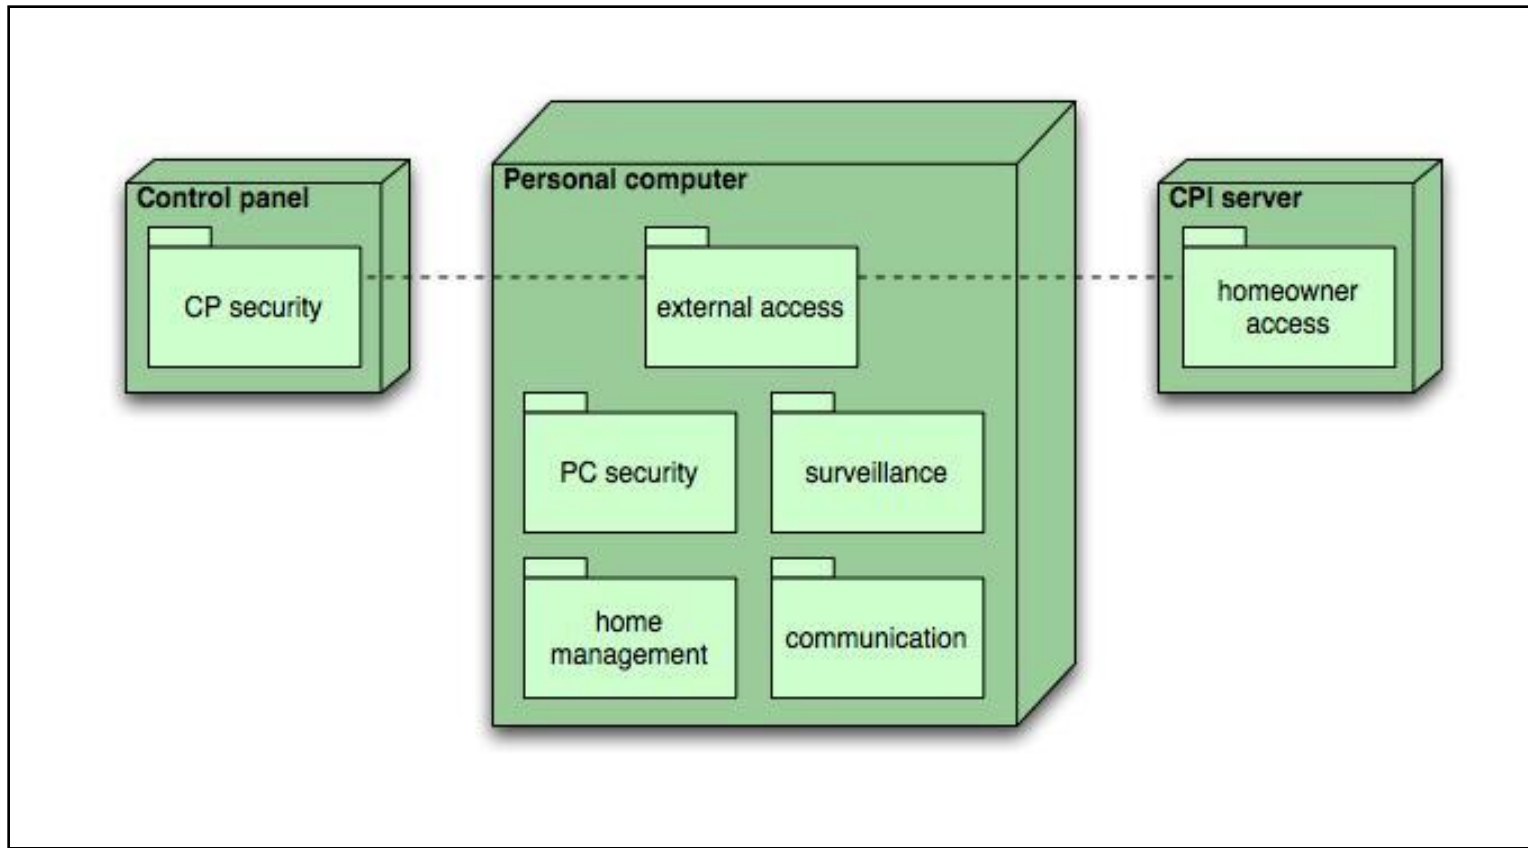 Control panel
CP security
Personal computer
external access
PC security
surveillance
home
management
communication
CPI server
homeowner
access